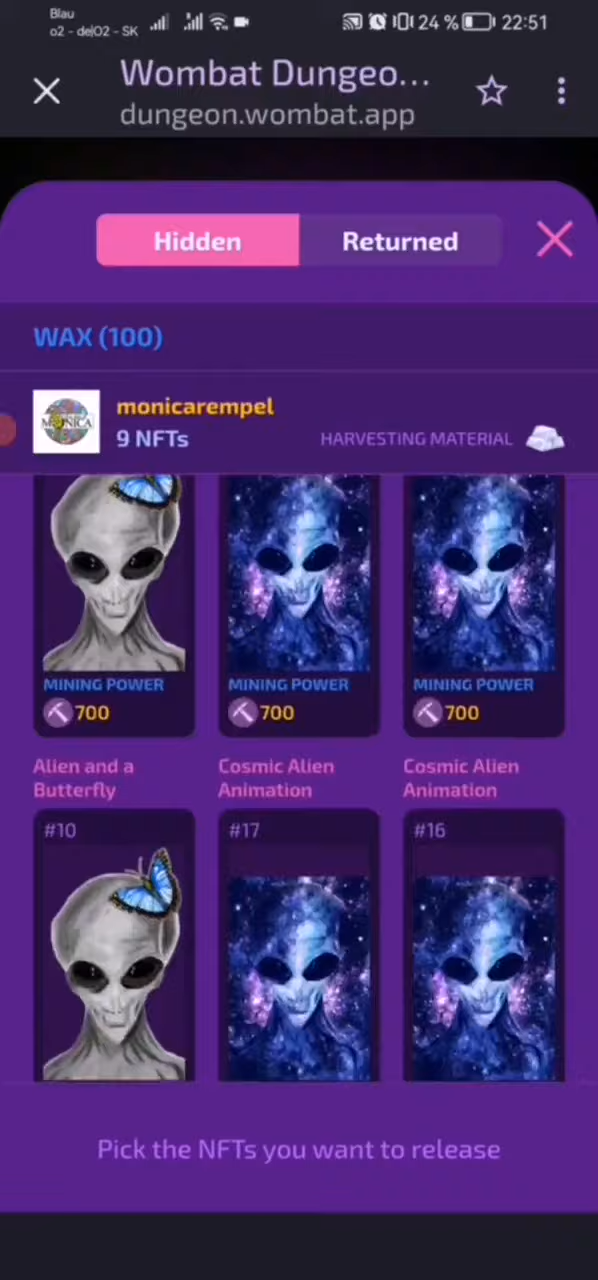 Blau
o2 - de|O2 - SK
24 %
22:51
Wombat Dungeo...
dungeon.wombat.app
Hidden
Returned
WAX (100)
MONICA
monicarempel
9 NFTs
HARVESTING MATERIAL
MINING POWER
MINING POWER
MINING POWER
700
700
700
Alien and a
Butterfly
Cosmic Alien
Animation
Cosmic Alien
Animation
#10
#17
#16
Pick the NFTs you want to release